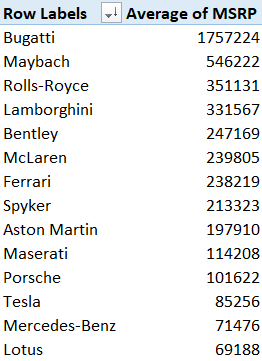 Row Labels Average of MSRP
Bugatti 1757224
Maybach 546222
Rolls-Royce 351131
Lamborghini 331567
Bentley 247169
McLaren 239805
Ferrari 238219
Spyker 213323
Aston Martin 197910
Maserati 114208
Porsche 101622
Tesla 85256
Mercedes-Benz 71476
Lotus 69188